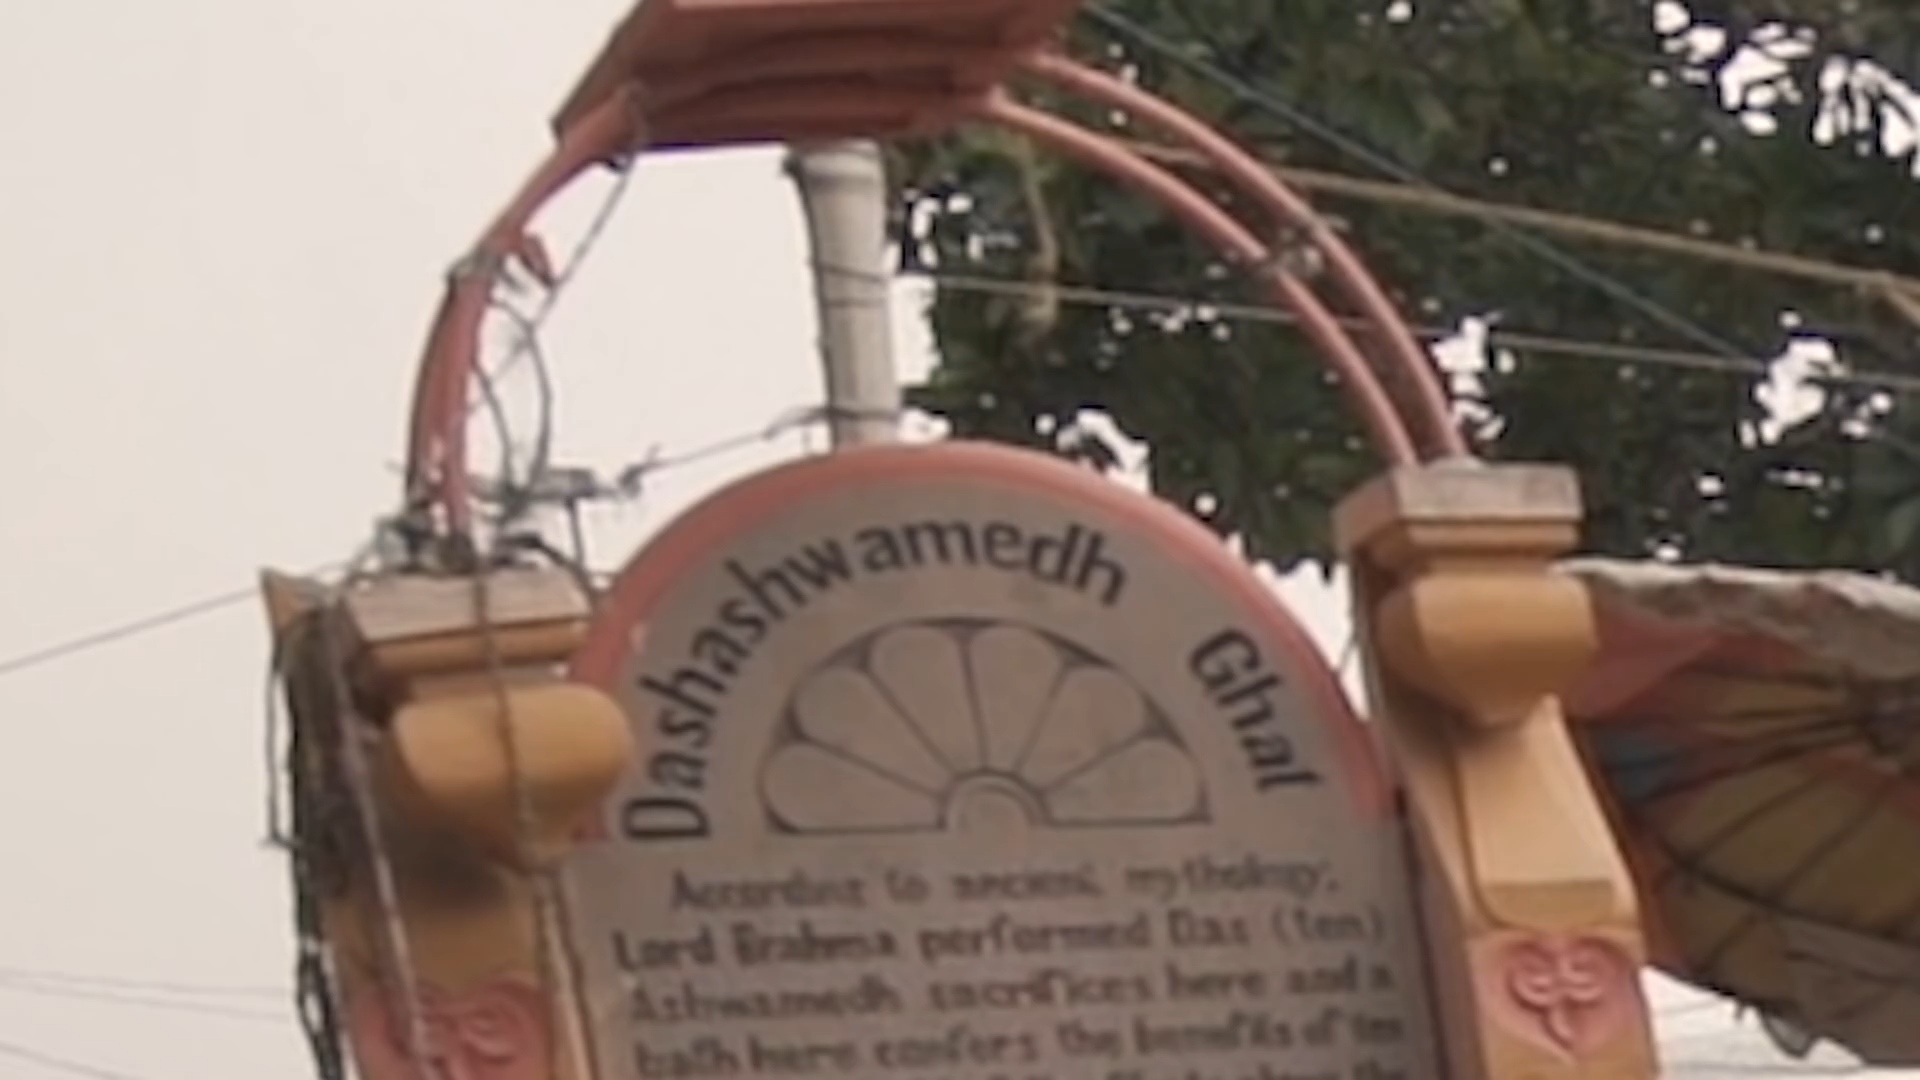 Dashashwamedh Ghat
According to ancient mythology,
Lord Brahma performed Das (ten)
Ashwamedh sacrifices here and a
bath here confers the benefits of ten